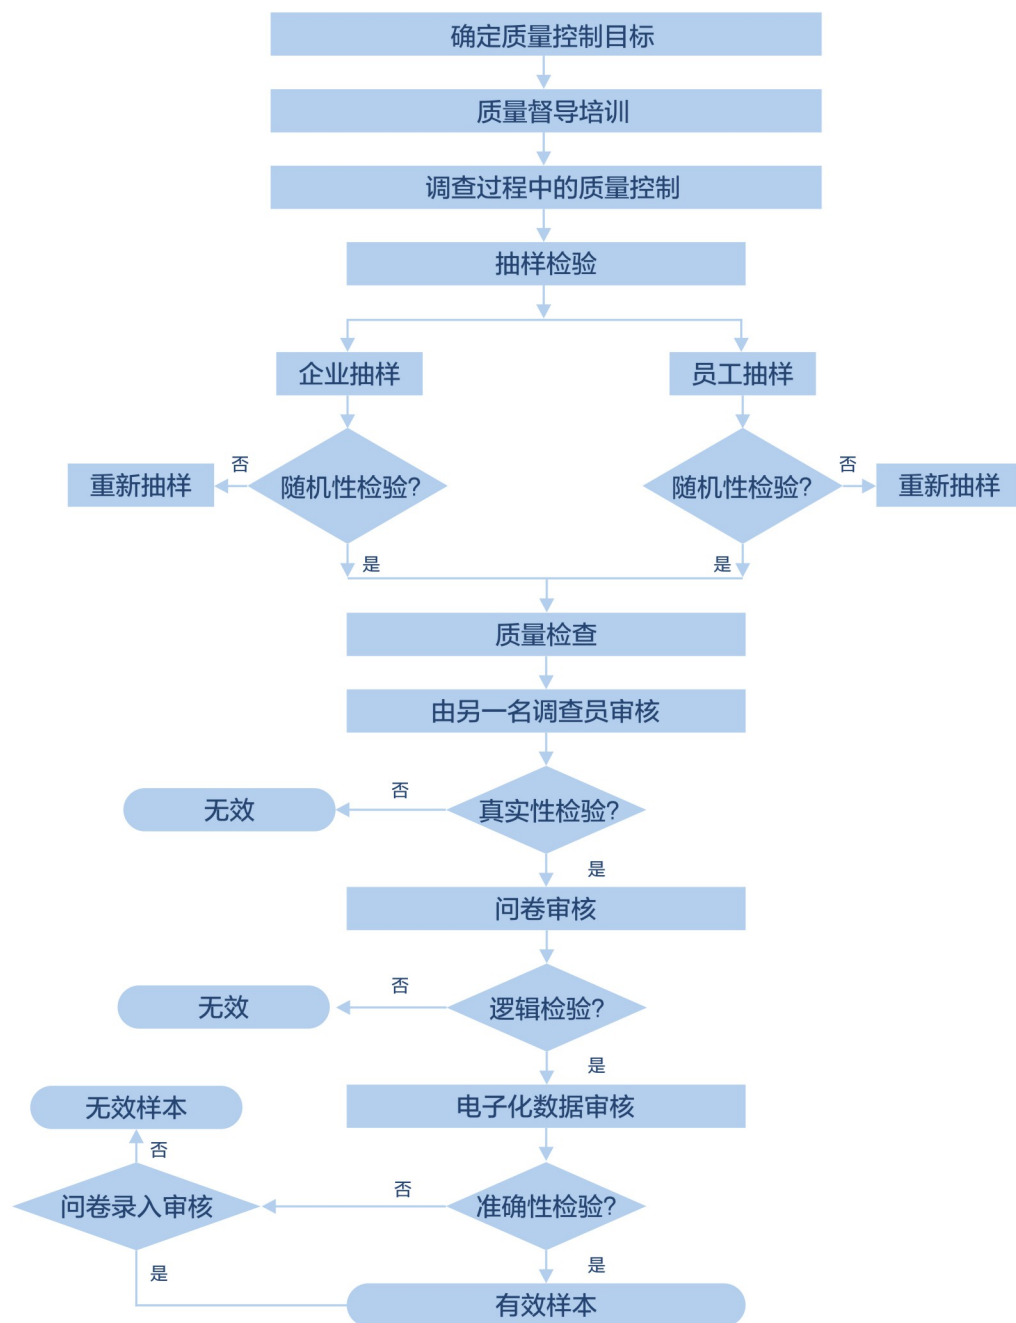 确定质量控制目标
质量督导培训
调查过程中的质量控制
抽样检验
企业抽样
员工抽样
重新抽样
否
随机性检验?
随机性检验?
否
重新抽样
是
是
质量检查
由另一名调查员审核
无效
否
真实性检验?
是
问卷审核
无效
否
逻辑检验?
是
无效样本
电子化数据审核
否
问卷录入审核
否
准确性检验?
是
是
有效样本